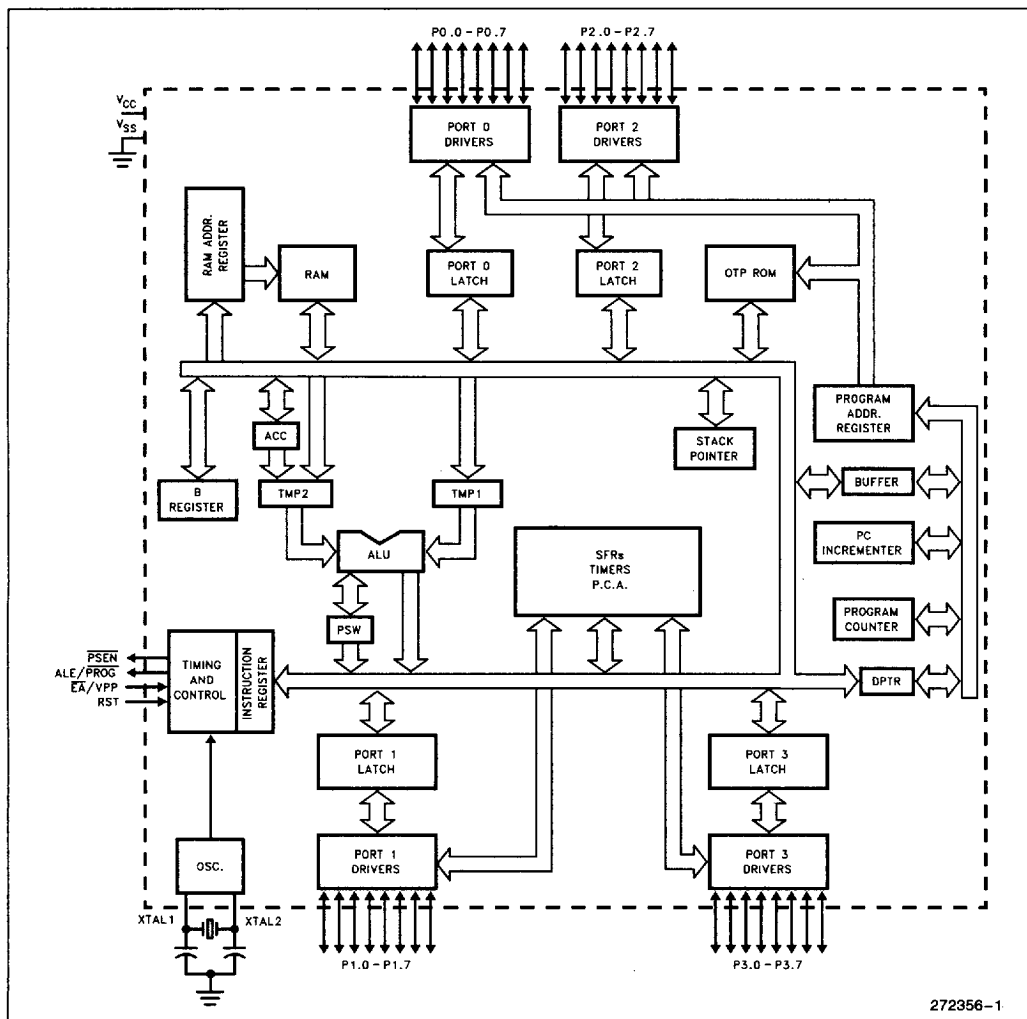 P0.0-P0.7
P2.0-P2.7
VCC
VSS
PORT 0
DRIVERS
PORT 2
DRIVERS
RAM ADDR.
REGISTER
RAM
PORT 0
LATCH
PORT 2
LATCH
OTP ROM
PROGRAM
ADDR.
REGISTER
ACC
STACK
POINTER
B
REGISTER
TMP2
TMP1
BUFFER
ALU
SFRs
TIMERS
P.C.A.
PC
INCREMENTER
PSW
PROGRAM
COUNTER
PSEN
ALE/PROG
EA/VPP
RST
TIMING
AND
CONTROL
INSTRUCTION
REGISTER
DPTR
PORT 1
LATCH
PORT 3
LATCH
OSC.
PORT 1
DRIVERS
PORT 3
DRIVERS
XTAL1
XTAL2
P1.0-P1.7
P3.0-P3.7
272356-1